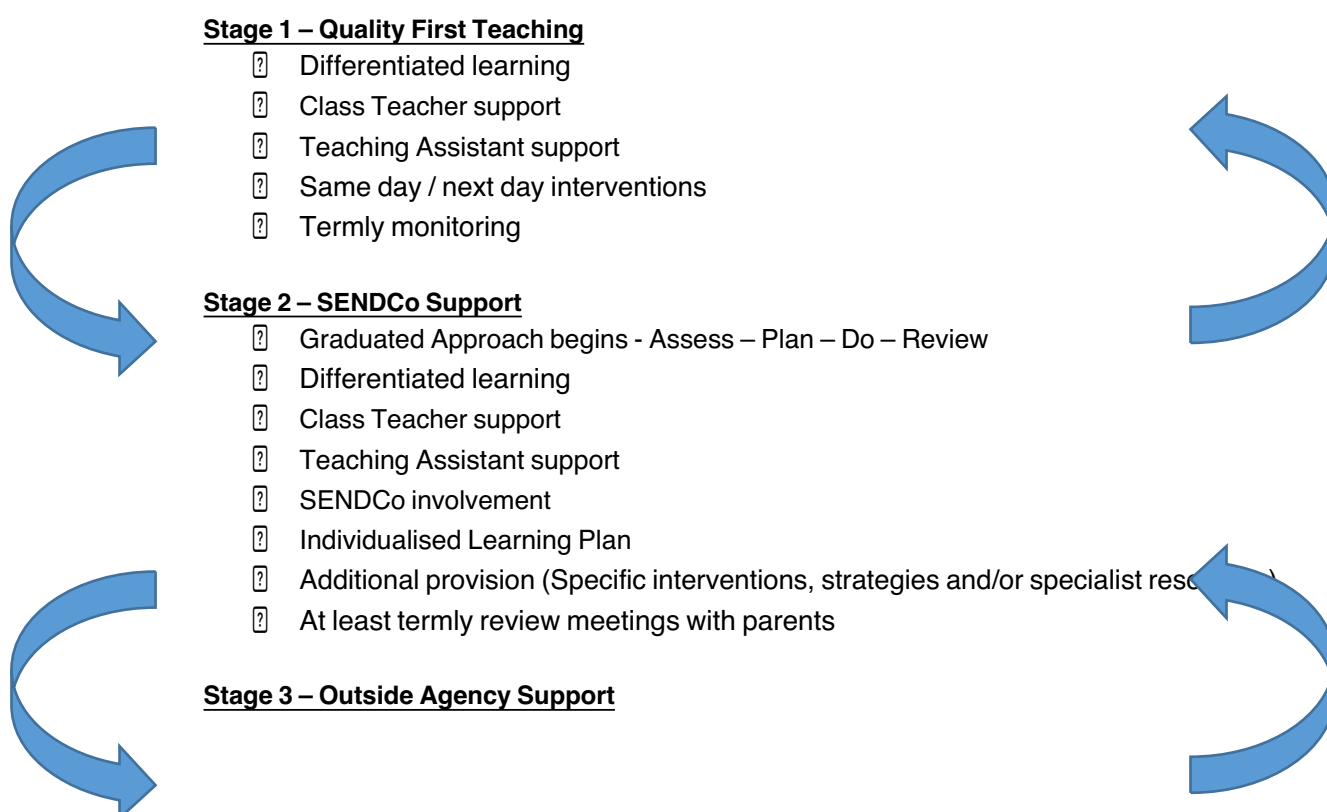 Stage 1 – Quality First Teaching
Differentiated learning
Class Teacher support
Teaching Assistant support
Same day / next day interventions
Termly monitoring
Stage 2 – SENDCo Support
Graduated Approach begins - Assess – Plan – Do – Review
Differentiated learning
Class Teacher support
Teaching Assistant support
SENDCo involvement
Individualised Learning Plan
Additional provision (Specific interventions, strategies and/or specialist
At least termly review meetings with parents
Stage 3 – Outside Agency Support